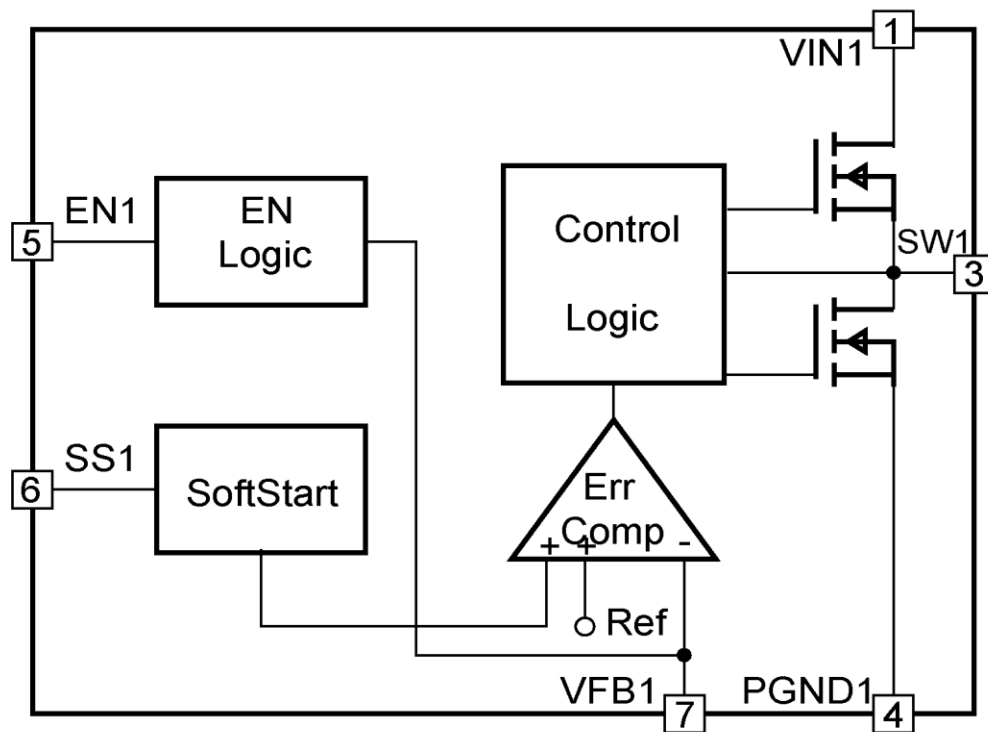 1
VIN1
EN1
5
EN
Logic
Control
Logic
SW1
3
SS1
6
SoftStart
Err
Comp
+ + -
Ref
VFB1
7
PGND1
4